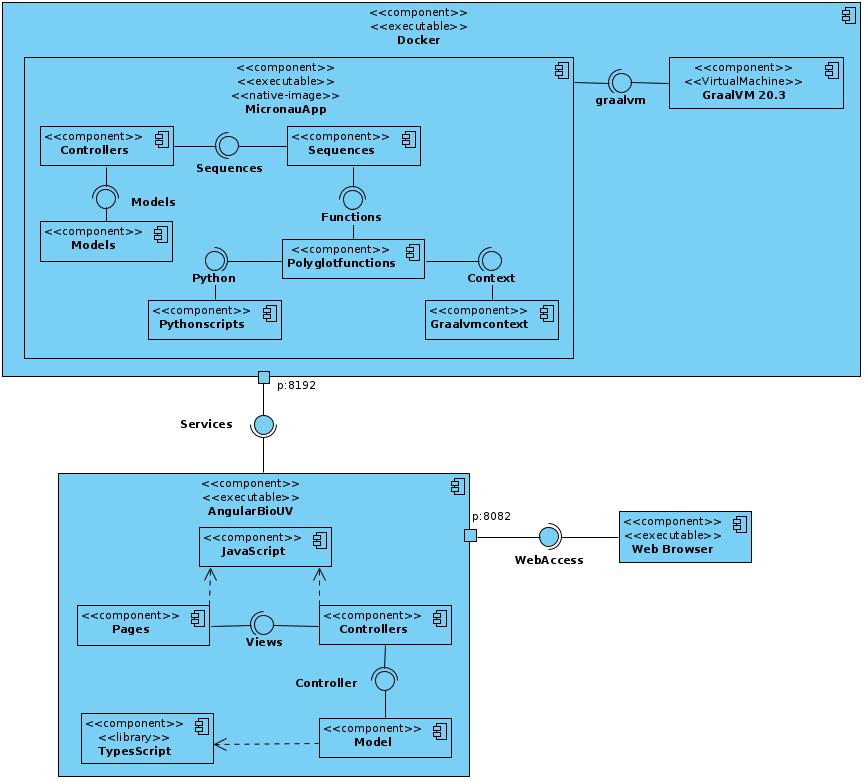 <<component>>
<<executable>>
Docker
<<component>>
<<executable>>
<<native-image>>
MicronauApp
graalvm
<<component>>
<<VirtualMachine>>
GraalVM 20.3
<<component>>
Controllers
Sequences
<<component>>
Sequences
Models
Functions
<<component>>
Models
<<component>>
Polyglotfunctions
Python
Context
<<component>>
Pythonscripts
<<component>>
Graalvmcontext
p:8192
Services
<<component>>
<<executable>>
AngularBioUV
p:8082
WebAccess
<<component>>
<<executable>>
Web Browser
<<component>>
JavaScript
<<component>>
Pages
Views
<<component>>
Controllers
Controller
<<component>>
<<library>>
TypesScript
<<component>>
Model